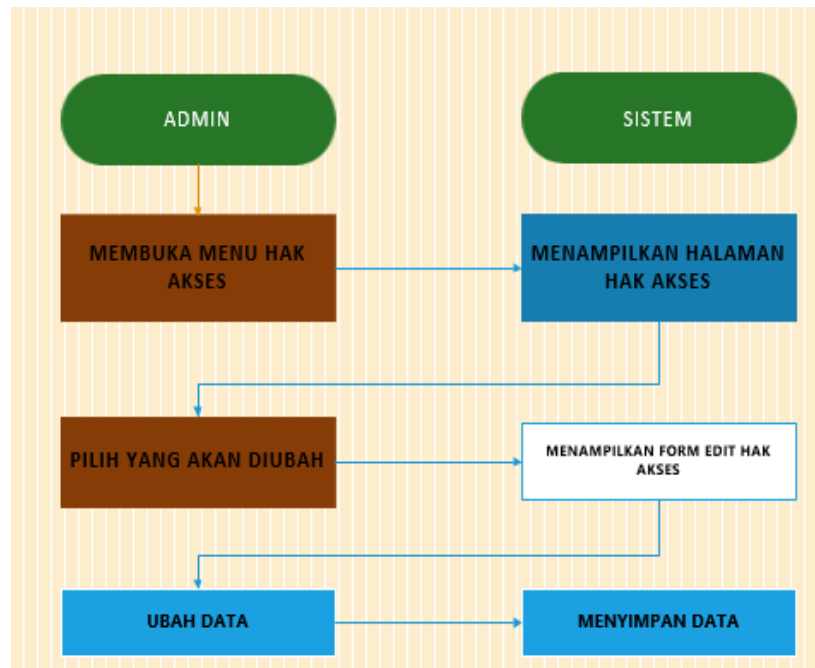 ADMIN
SISTEM
MEMBUKA MENU HAK
AKSES
MENAMPILKAN HALAMAN
HAK AKSES
PILIH YANG AKAN DIUBAH
MENAMPILKAN FORM EDIT HAK
AKSES
UBAH DATA
MENYIMPAN DATA